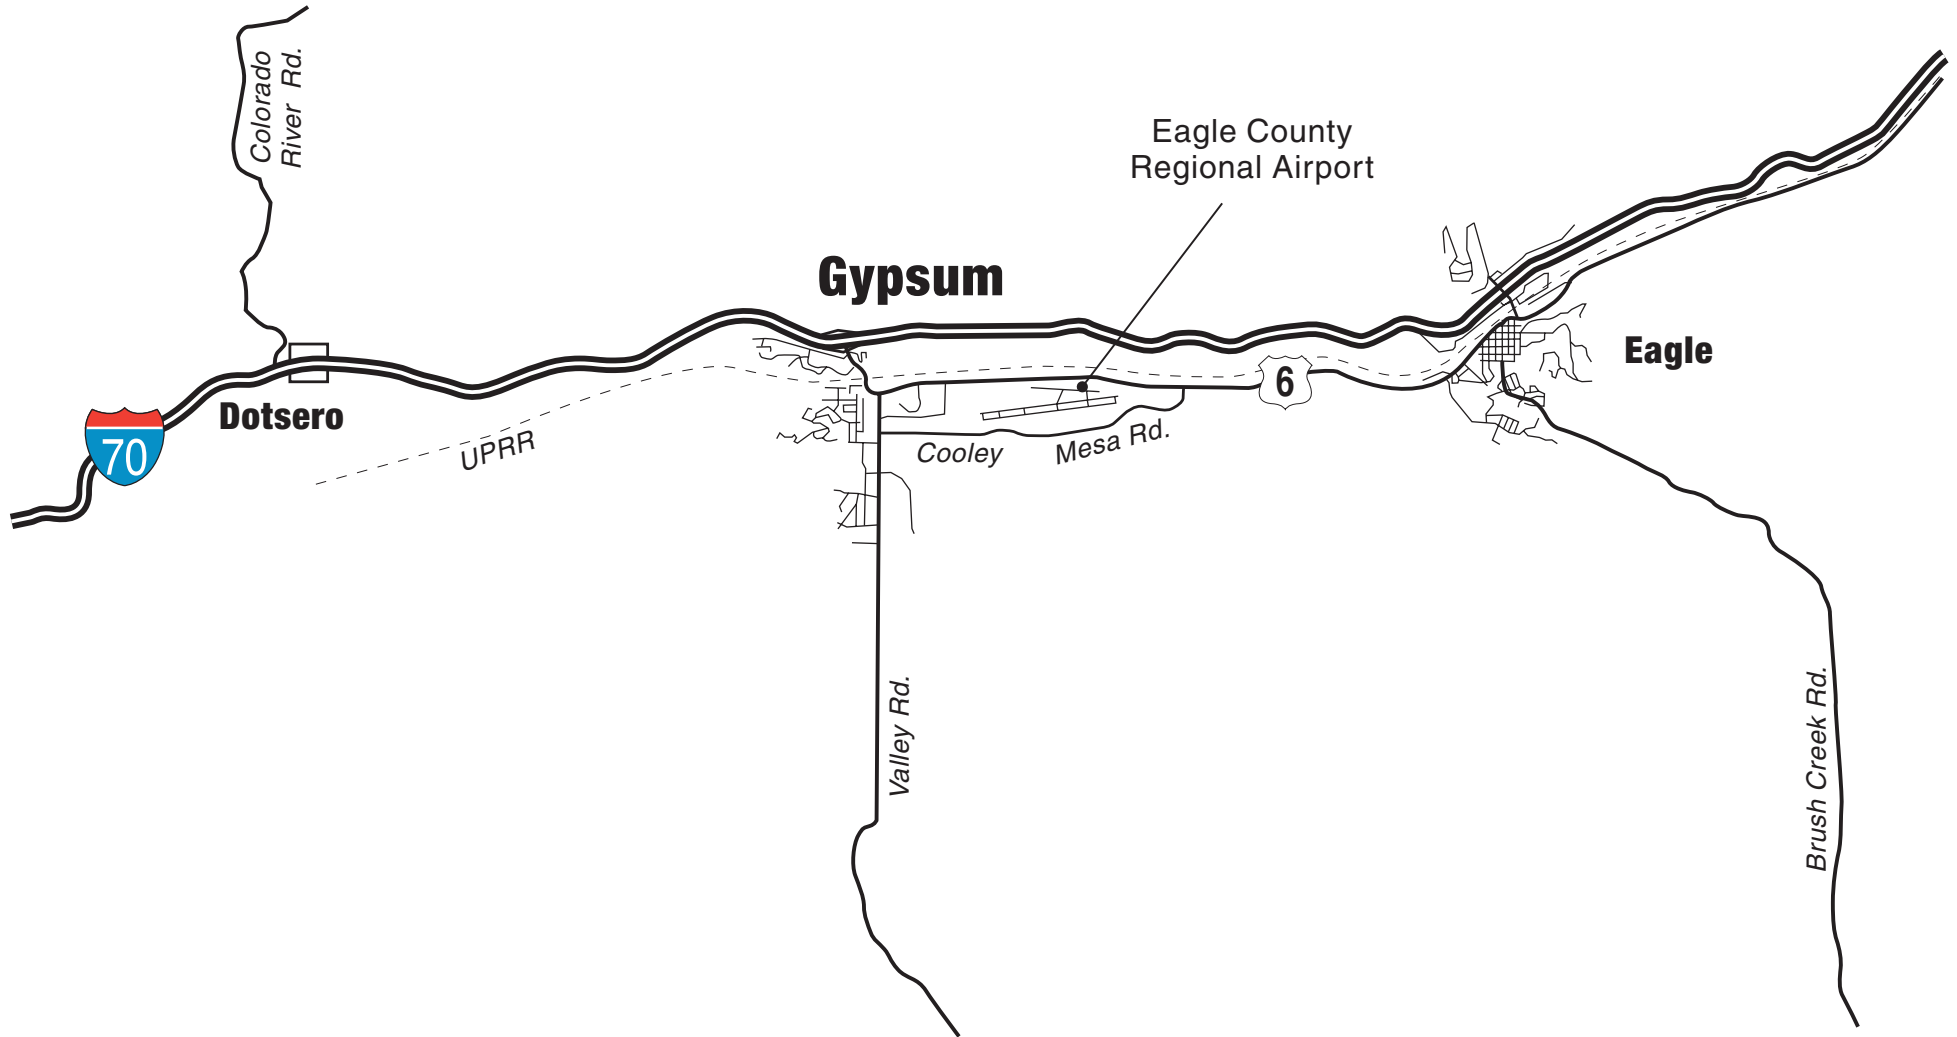 Colorado
River Rd.
Eagle County
Regional Airport
Gypsum
Eagle
6
Dotsero
70
UPRR
Cooley
Mesa Rd.
Valley Rd.
Brush Creek Rd.